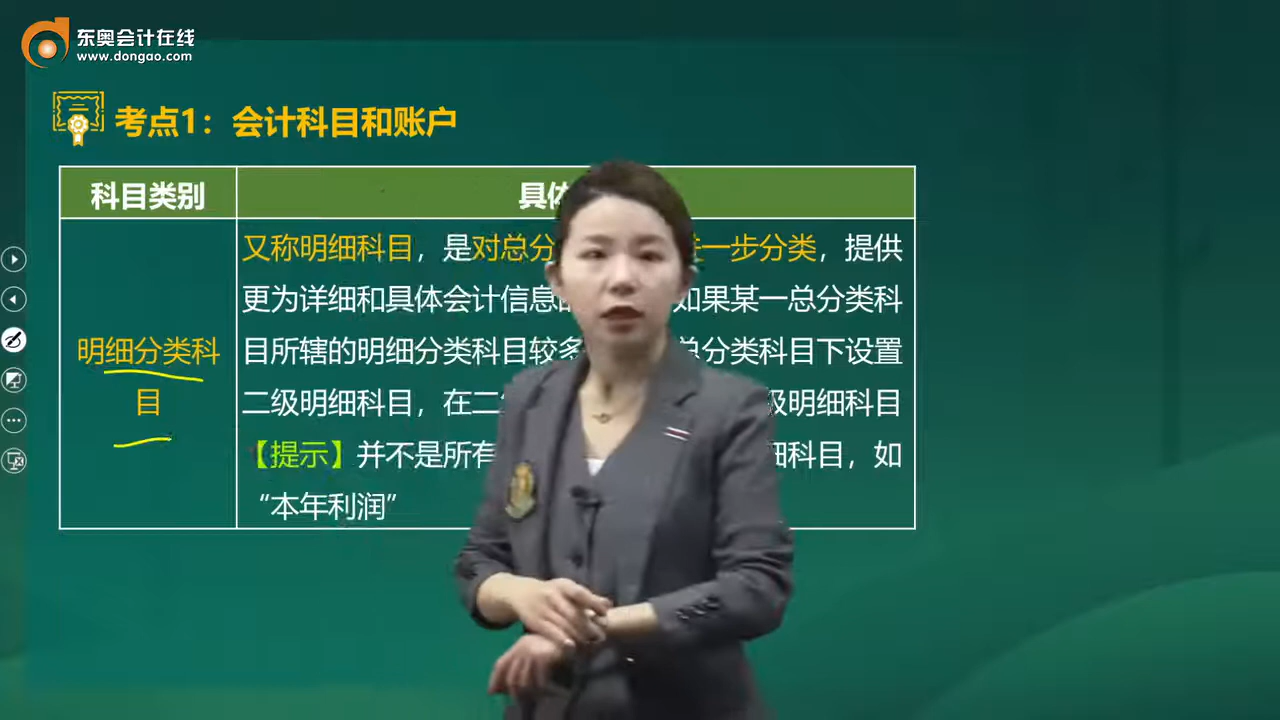 东奥会计在线
www.dongao.com
考点1：会计科目和账户
科目类别
具体
又称明细科目，是对总分 一步分类，提供
更为详细和具体会计信息 如果某一总分类科
明细分类科
目所辖的明细分类科目较多 总分类科目下设置
目
二级明细科目，在二 级明细科目
【提示】并不是所有 细科目，如
“本年利润”